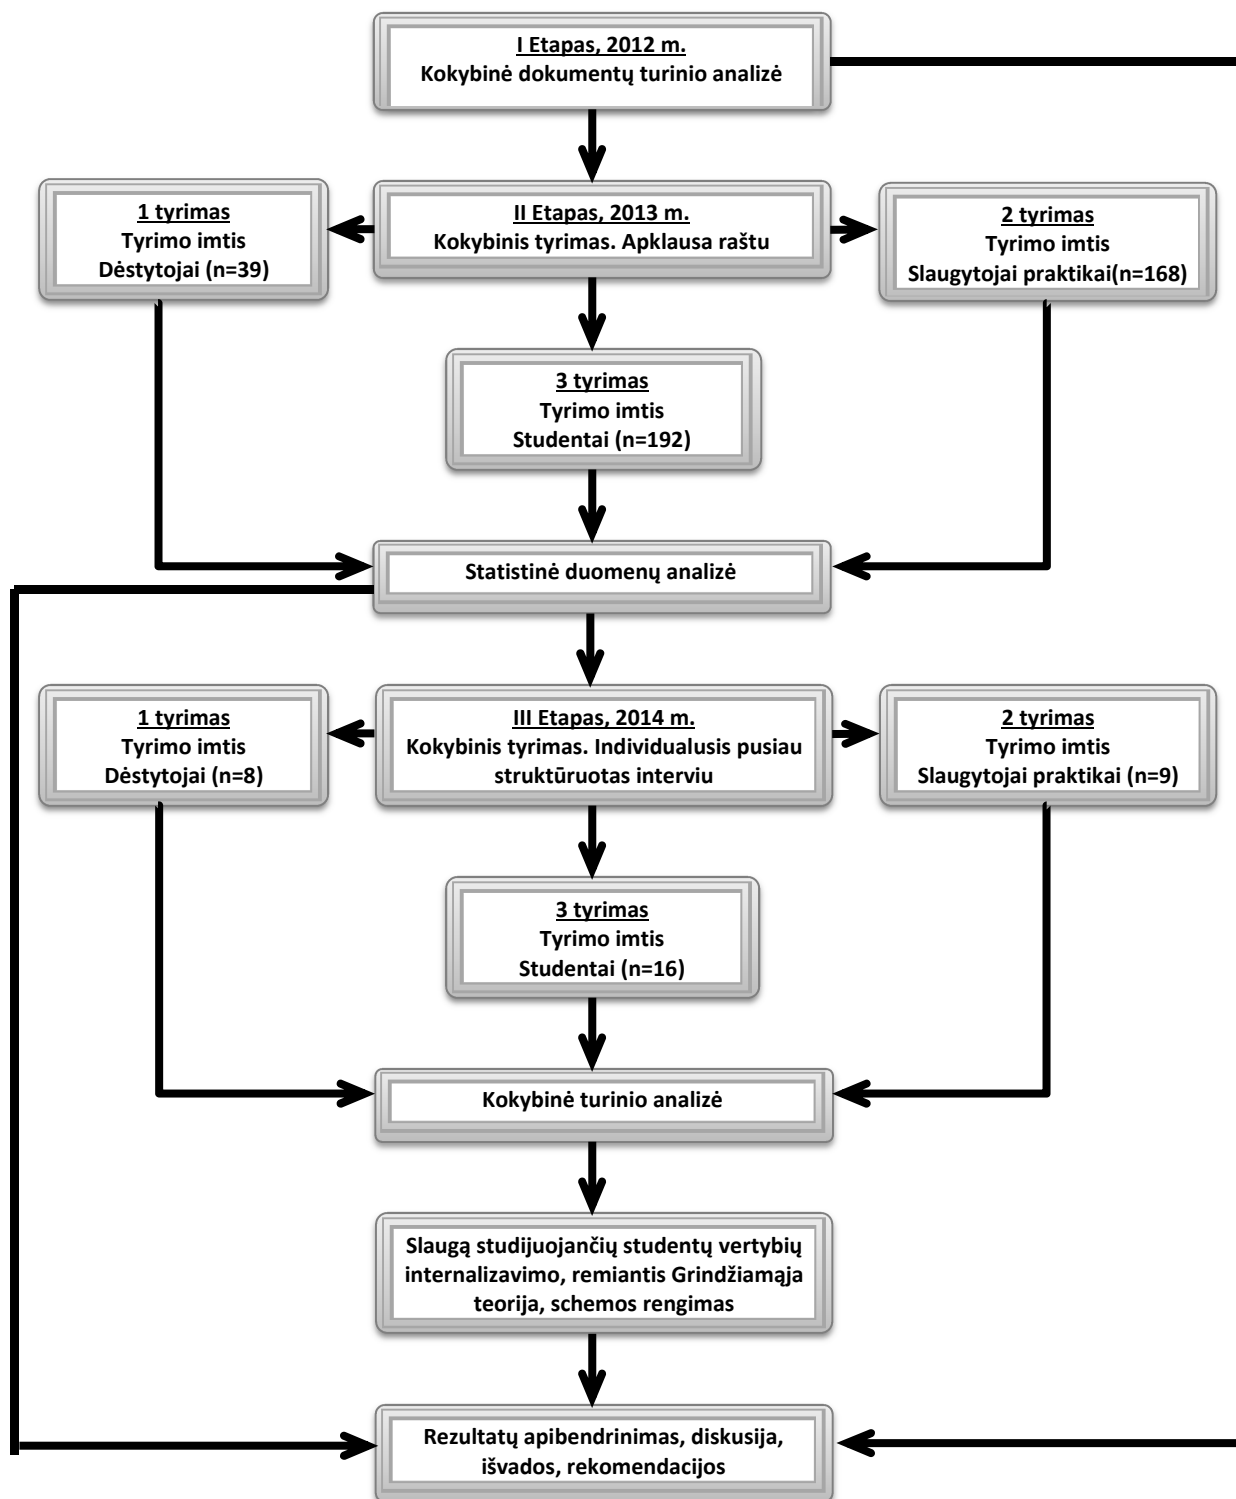 I Etapas, 2012 m.
Kokybinė dokumentų turinio analizė
1 tyrimas
Tyrimo imtis
Dėstytojai (n=39)
II Etapas, 2013 m.
Kokybinis tyrimas. Apklausa raštu
2 tyrimas
Tyrimo imtis
Slaugytojai praktikai(n=168)
3 tyrimas
Tyrimo imtis
Studentai (n=192)
Statistinė duomenų analizė
1 tyrimas
Tyrimo imtis
Dėstytojai (n=8)
III Etapas, 2014 m.
Kokybinis tyrimas. Individualusis pusiau
struktūruotas interviu
2 tyrimas
Tyrimo imtis
Slaugytojai praktikai (n=9)
3 tyrimas
Tyrimo imtis
Studentai (n=16)
Kokybinė turinio analizė
Slaugą studijuojančių studentų vertybių
internalizavimo, remiantis Grindžiamąja
teorija, schemos rengimas
Rezultatų apibendrinimas, diskusija,
išvados, rekomendacijos